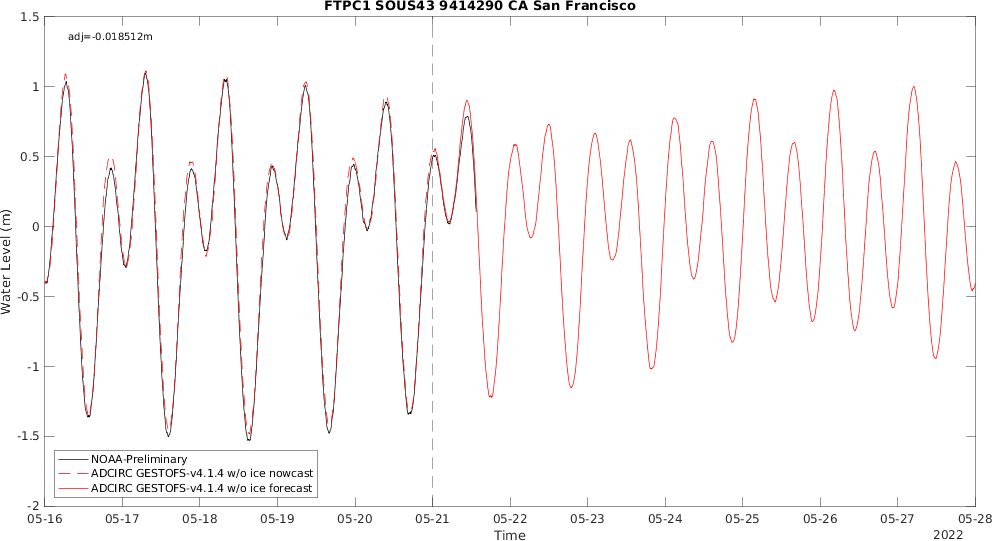 FTPC1 SOUS43 9414290 CA San Francisco
adj=-0.018512m
1.5
1
0.5
0
-0.5
-1
-1.5
-2
Water Level (m)
NOAA-Preliminary
ADCIRC GESTOFS-v4.1.4 w/o ice nowcast
ADCIRC GESTOFS-v4.1.4 w/o ice forecast
05-16 05-17 05-18 05-19 05-20 05-21 05-22 05-23 05-24 05-25 05-26 05-27 05-28
Time
2022